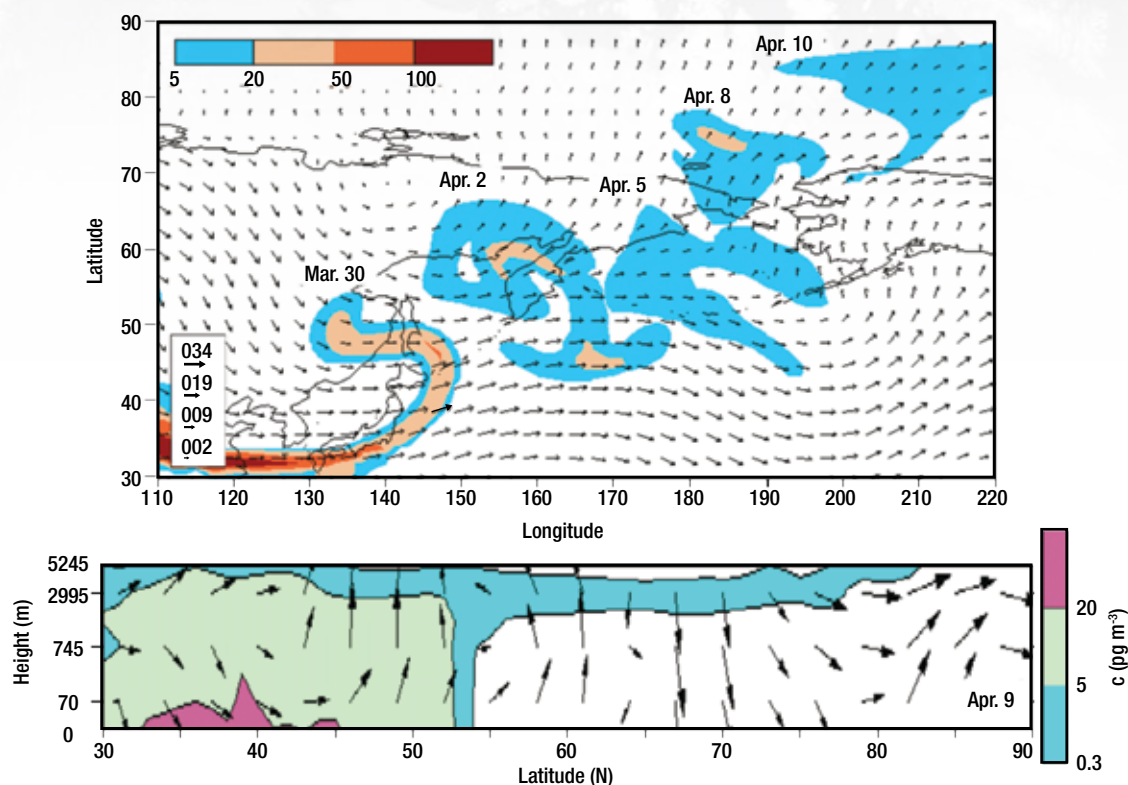 90
80
70
60
50
40
30
Latitude
5 20 50 100
Apr. 10
Apr. 8
Apr. 2
Apr. 5
Mar. 30
034
019
009
002
110 120 130 140 150 160 170 180 190 200 210 220
Longitude
5245
2995
745
70
0
Height (m)
Apr. 9
30 40 50 60 70 80 90
Latitude (N)
20
5
0.3
c (pg m-3)